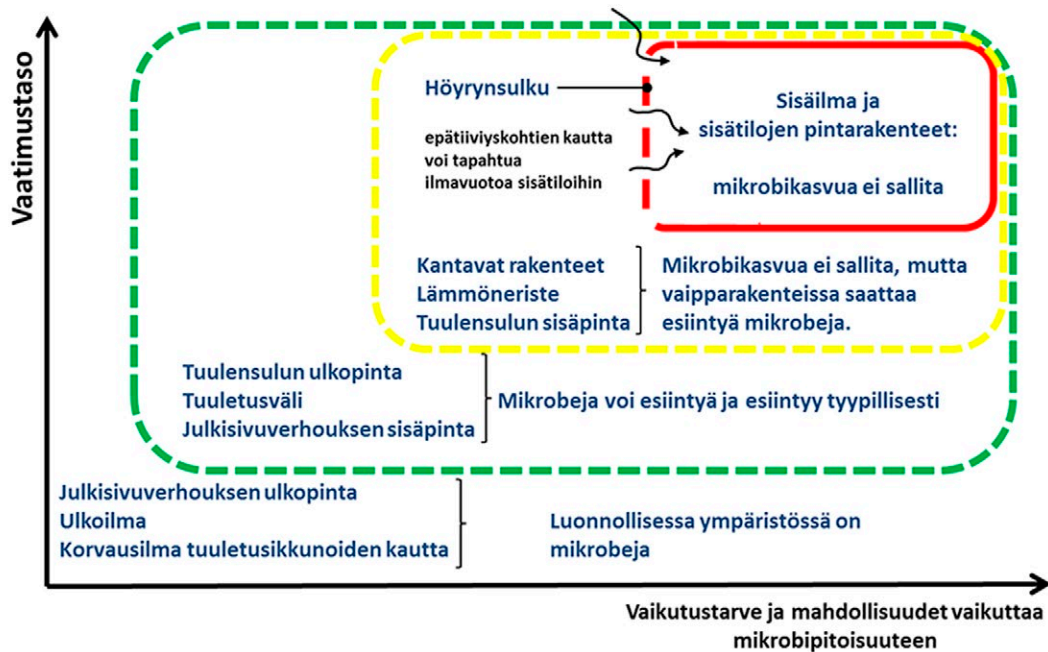 Vaatimustaso
Höyrynsulku
epätiiviyskohtien kautta
voi tapahtua
ilmavuotoa sisätiloihin
Sisäilma ja
sisätilojen pintarakenteet:
mikrobikasvua ei sallita
Kantavat rakenteet
Lämmöneriste
Tuulensulun sisäpinta
Mikrobikasvua ei sallita, mutta
vaipparakenteissa saattaa
esiintyä mikrobeja.
Tuulensulun ulkopinta
Tuuletusväli
Julkisivuverhouksen sisäpinta
Mikrobeja voi esiintyä ja esiintyy tyypillisesti
Julkisivuverhouksen ulkopinta
Ulkoilma
Korvausilma tuuletusikkunoiden kautta
Luonnollisessa ympäristössä on
mikrobeja
Vaikutustarve ja mahdollisuudet vaikuttaa
mikrobipitoisuuteen